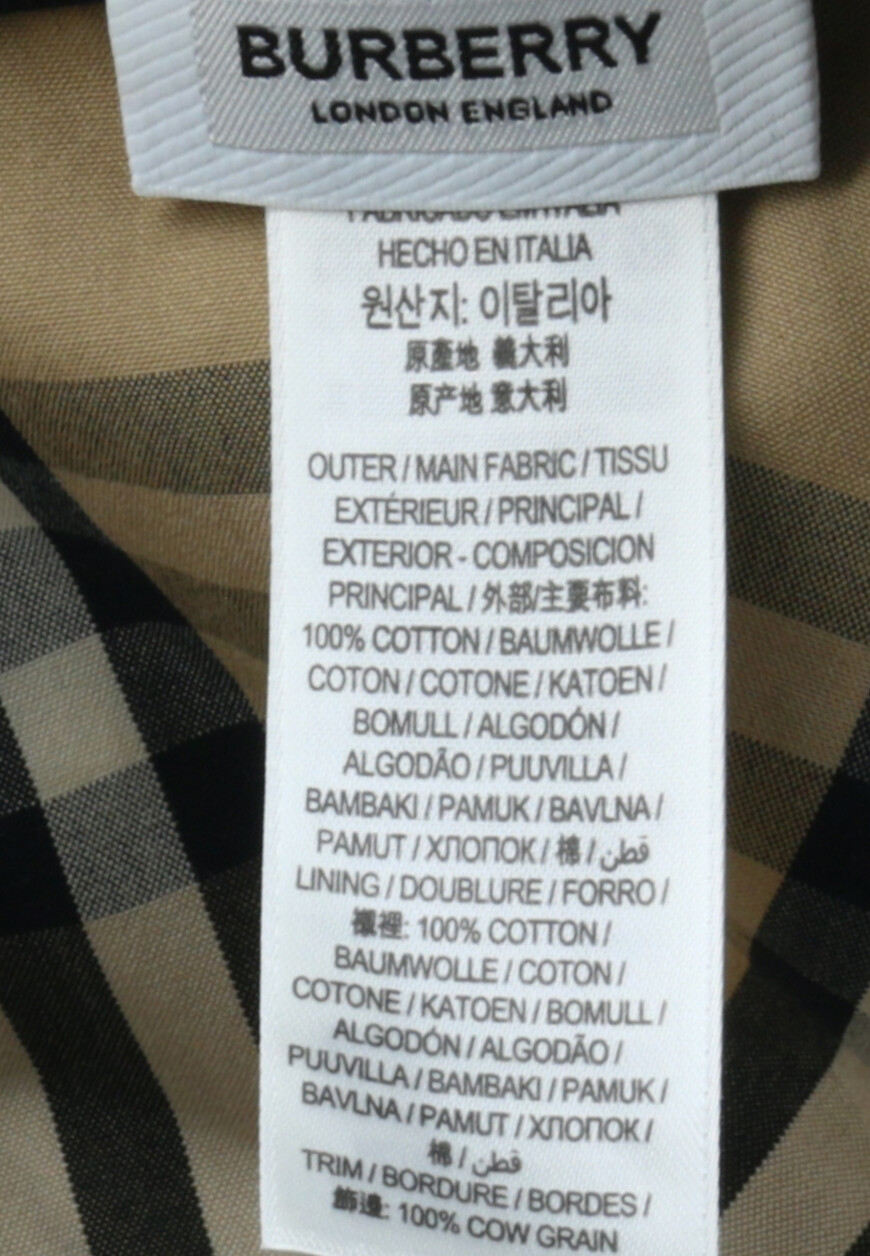 BURBERRY
LONDON ENGLAND
FABRICADO EM ITALIA
HECHO EN ITALIA
원산지: 이탈리아
原產地 義大利
原产地 意大利
OUTER / MAIN FABRIC / TISSU
EXTÉRIEUR / PRINCIPAL /
EXTERIOR - COMPOSICION
PRINCIPAL / 外部/主要布料:
100% COTTON / BAUMWOLLE /
COTON / COTONE / KATOEN /
BOMULL / ALGODÓN /
ALGODÃO / PUUVILLA /
BAMBAKI / PAMUK / BAVLNA /
PAMUT / ХЛОПОК / 棉 / قطن
LINING / DOUBLURE / FORRO /
襯裡: 100% COTTON /
BAUMWOLLE / COTON /
COTONE / KATOEN / BOMULL /
ALGODÓN / ALGODÃO /
PUUVILLA / BAMBAKI / PAMUK /
BAVLNA / PAMUT / ХЛОПОК /
棉 / قطن
TRIM / BORDURE / BORDES /
飾邊: 100% COW GRAIN